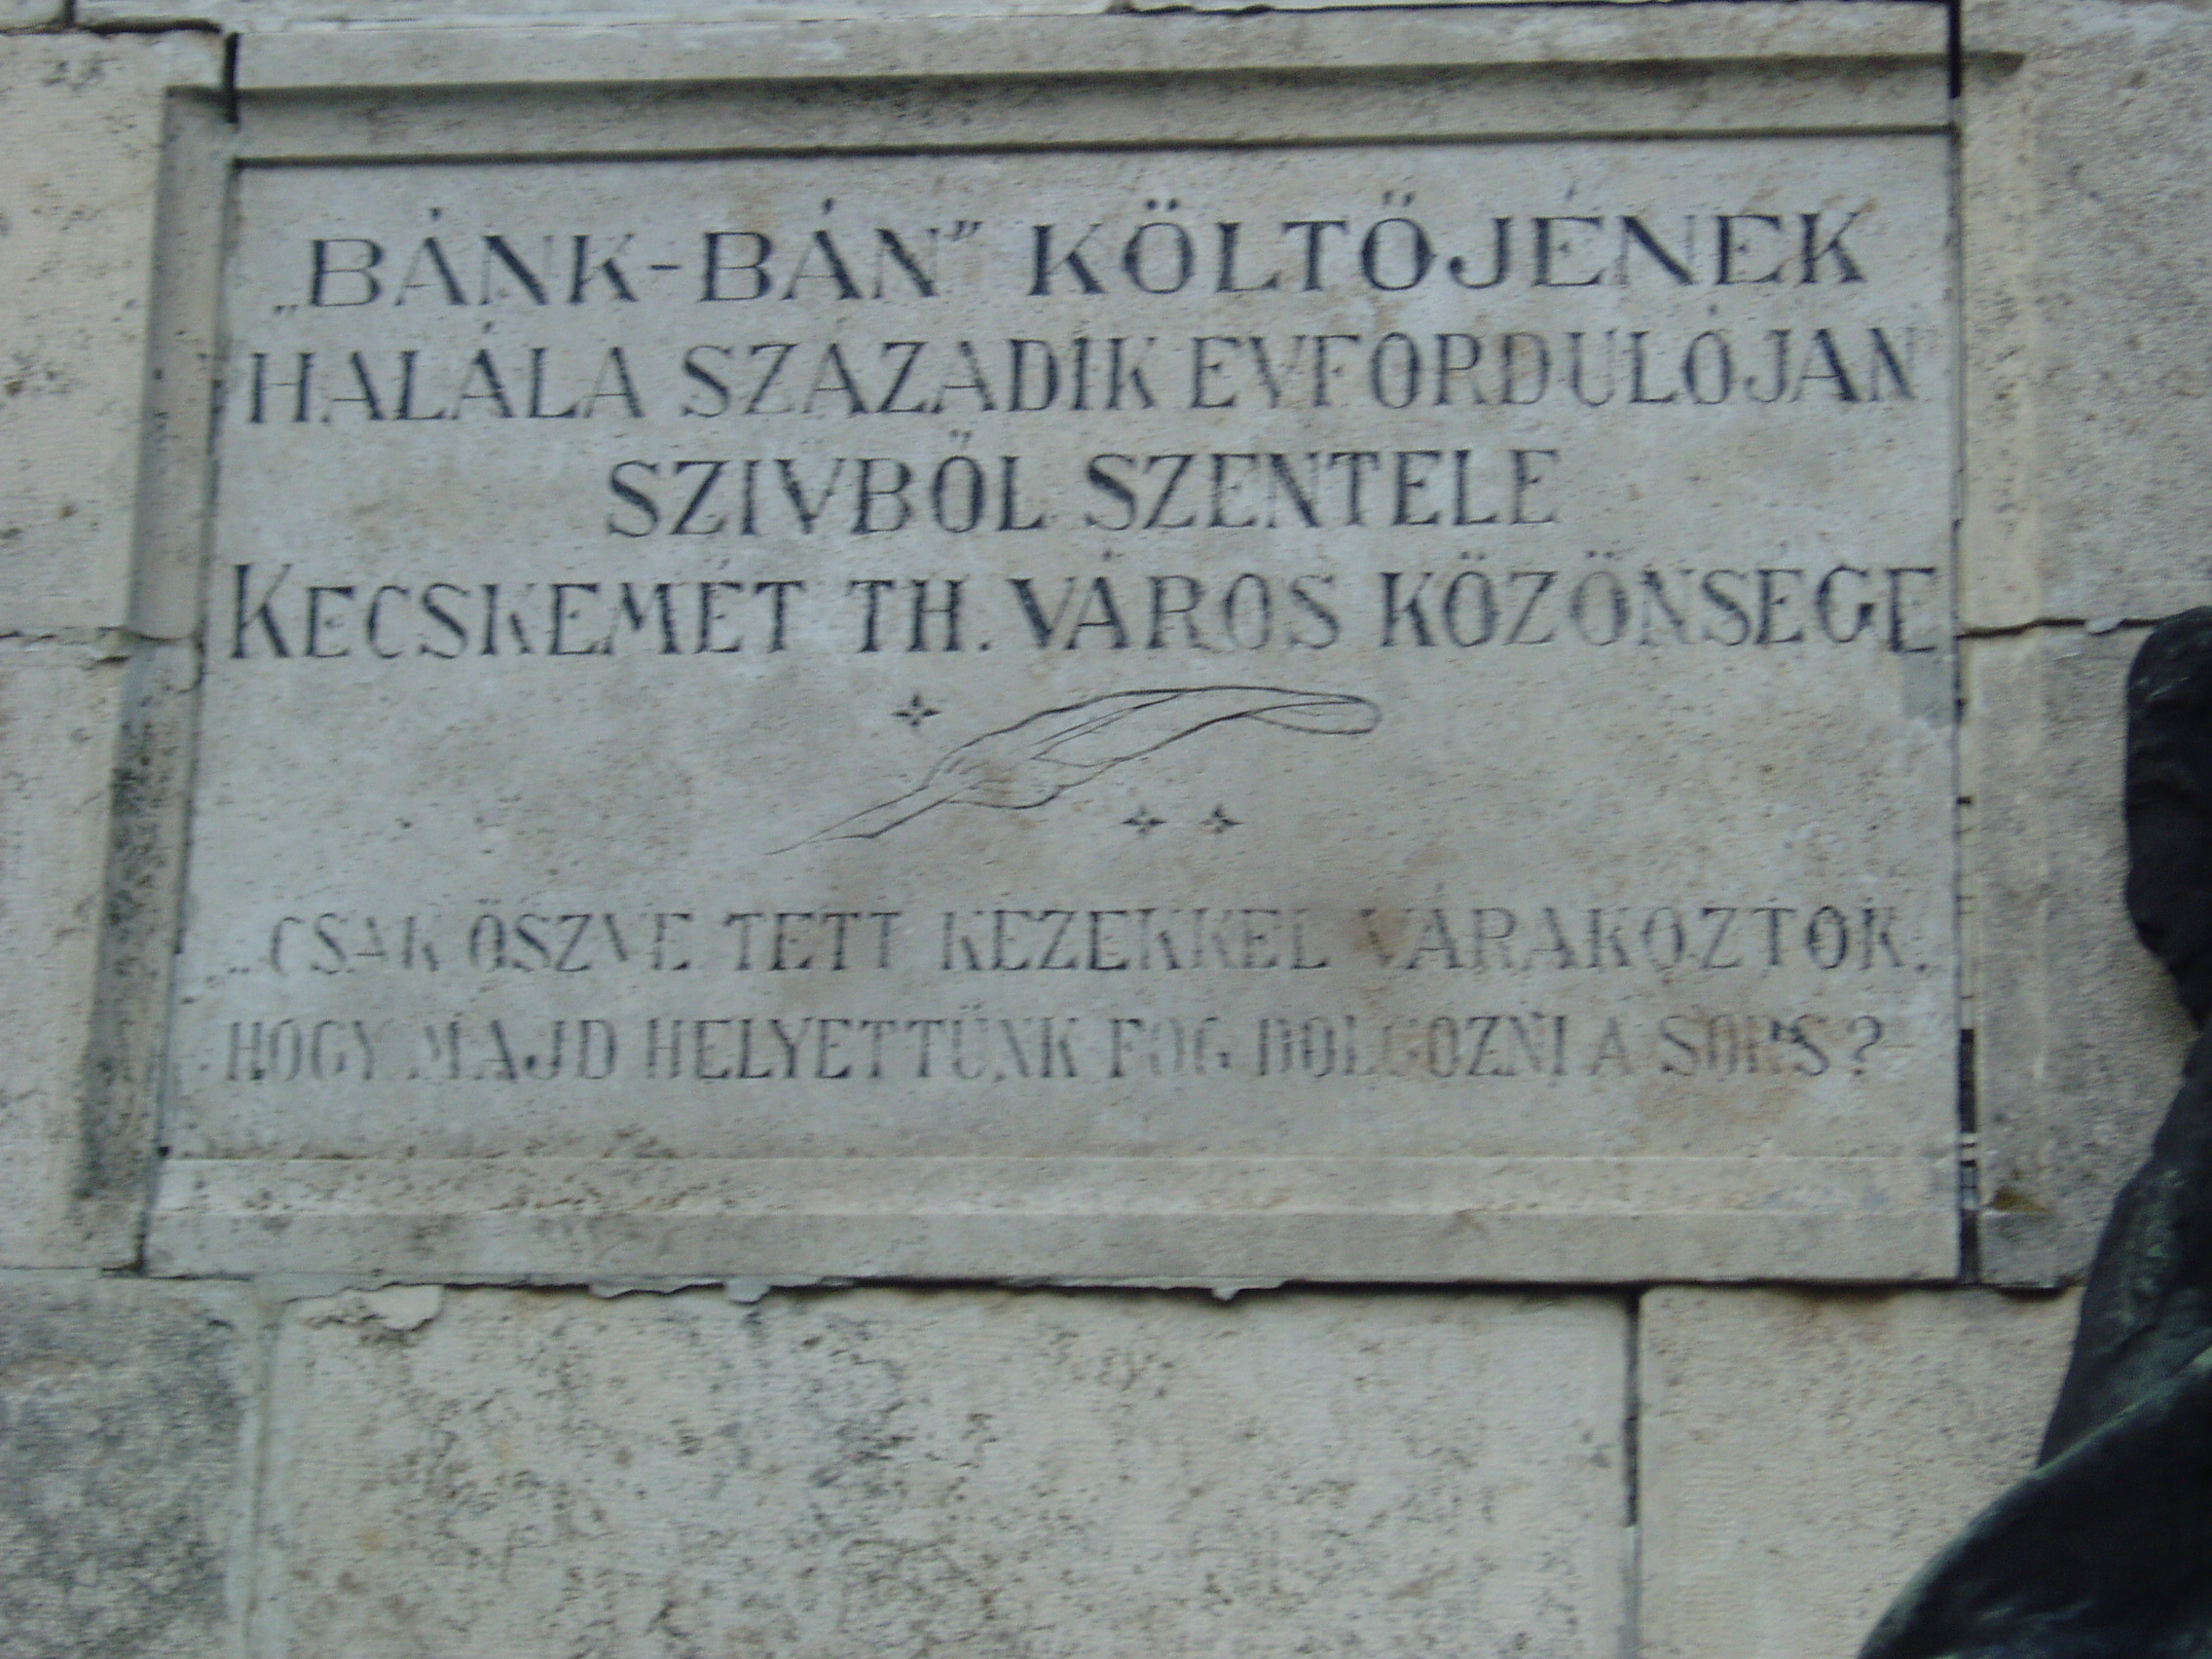 „BÁNK-BÁN” KÖLTŐJÉNEK
HALÁLA SZÁZADIK ÉVFORDULÓJÁN
SZIVBŐL SZENTELE
KECSKEMÉT TH. VÁROS KÖZÖNSÉGE
„CSAK ÖSZVE TETT KEZEKKEL VÁRAKOZTOK,
HOGY MAJD HELYETTÜNK FOG DOLGOZNI A SORS?